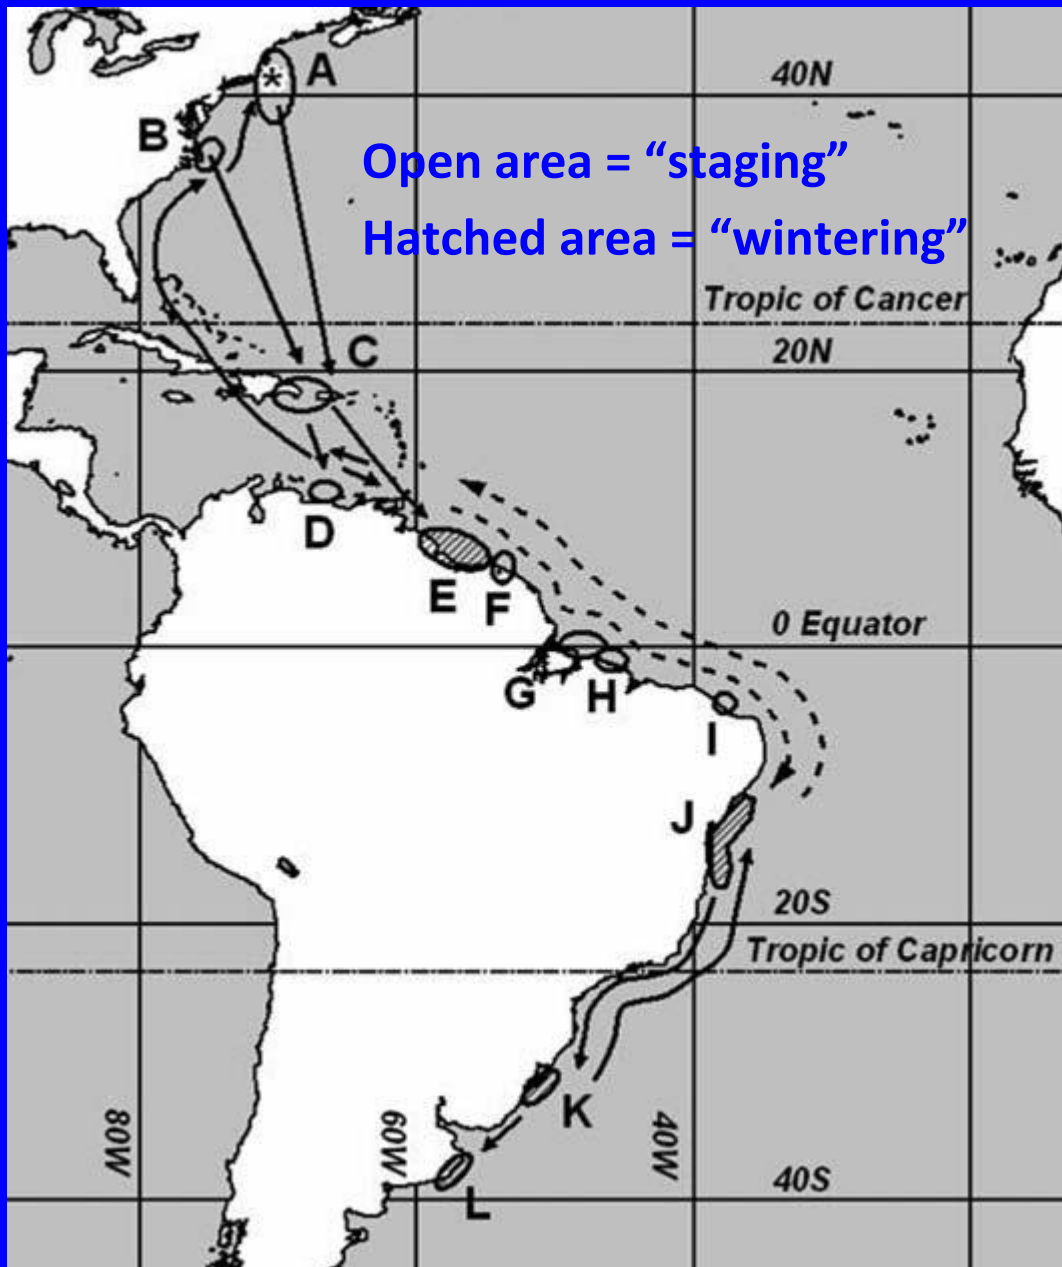 A
40N
B
Open area = “staging”
Hatched area = “wintering”
Tropic of Cancer
C
20N
D
E
F
0 Equator
G
H
I
J
20S
Tropic of Capricorn
K
80W
60W
40W
40S
L